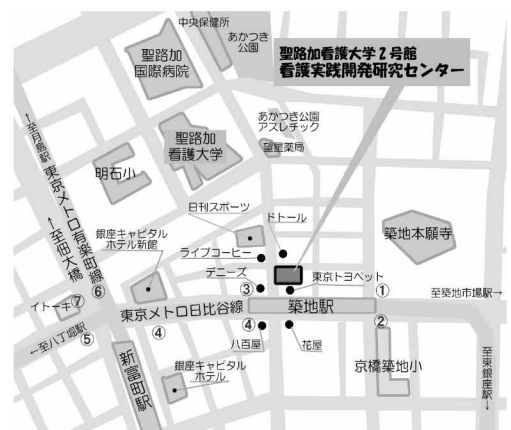 中央保健所
あかつき
公園
聖路加
国際病院
聖路加看護大学2号館
看護実践開発研究センター
あかつき公園
アスレチック
望星薬局
聖路加
看護大学
明石小
←至月島駅
東京メトロ有楽町線
←至佃大橋
日刊スポーツ
ドトール
銀座キャピタル
ホテル新館
ライブコーヒー
築地本願寺
デニーズ
東京トヨペット
③
①
⑥
イトーキ
⑦
東京メトロ日比谷線
築地駅
至築地市場駅→
④
④
②
⑤
←至八丁堀駅
八百屋
花屋
新富町駅
銀座キャピタル
ホテル
京橋築地小
至東銀座駅→